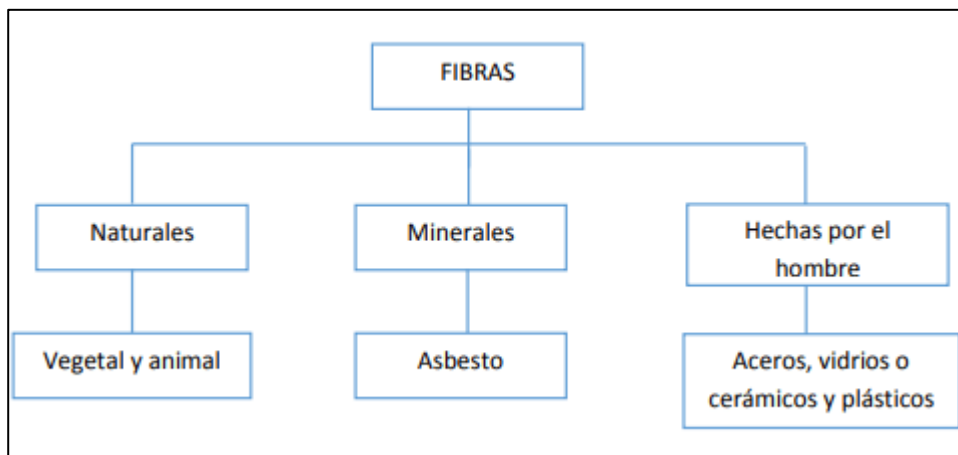 FIBRAS
Naturales
Minerales
Hechas por el
hombre
Vegetal y animal
Asbesto
Aceros, vidrios o
cerámicos y plásticos